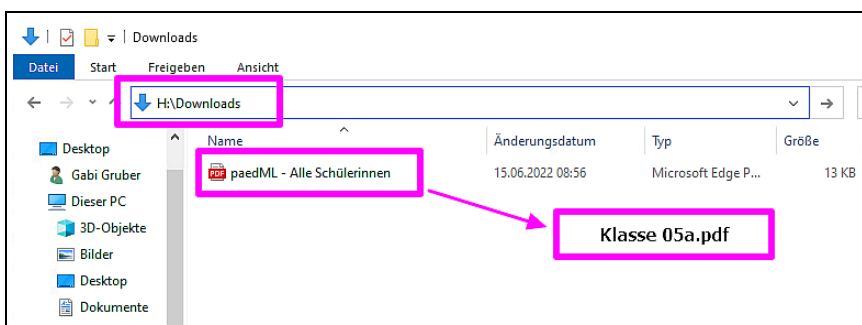 Downloads
Datei Start Freigeben Ansicht
H:\Downloads
Name Änderungsdatum Typ Größe
Desktop
PDF paedML - Alle Schülerinnen 15.06.2022 08:56 Microsoft Edge P... 13 KB
Gabi Gruber
Dieser PC
3D-Objekte
Klasse 05a.pdf
Bilder
Desktop
Dokumente